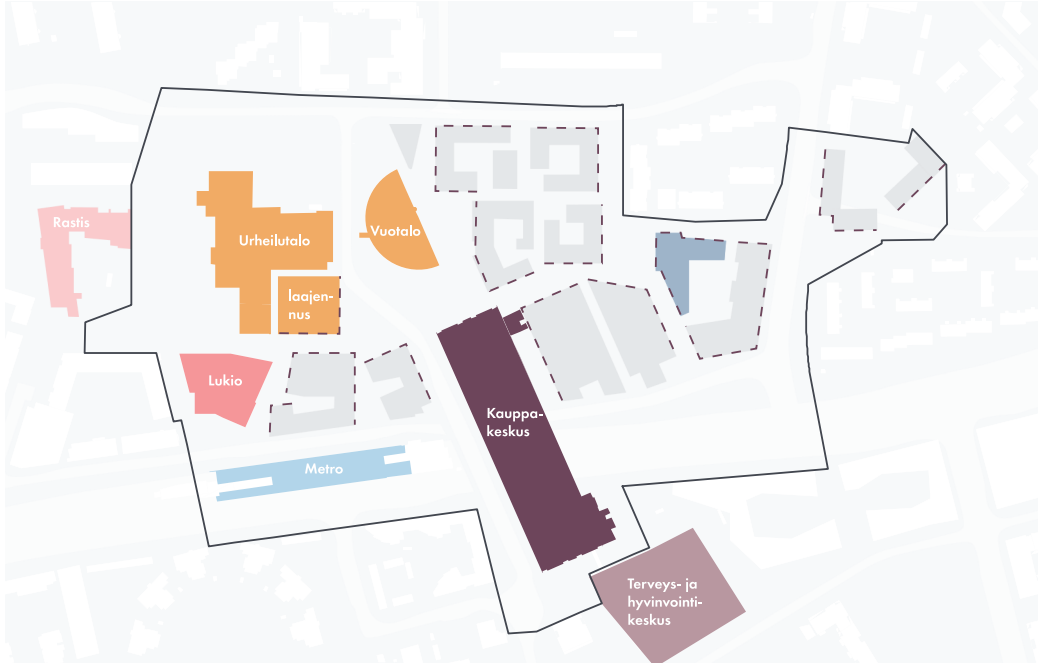 Rastis
Urheilutalo
Vuotalo
laajen-
nus
Lukio
Kauppa-
keskus
Metro
Terveys- ja
hyvinvointi-
keskus